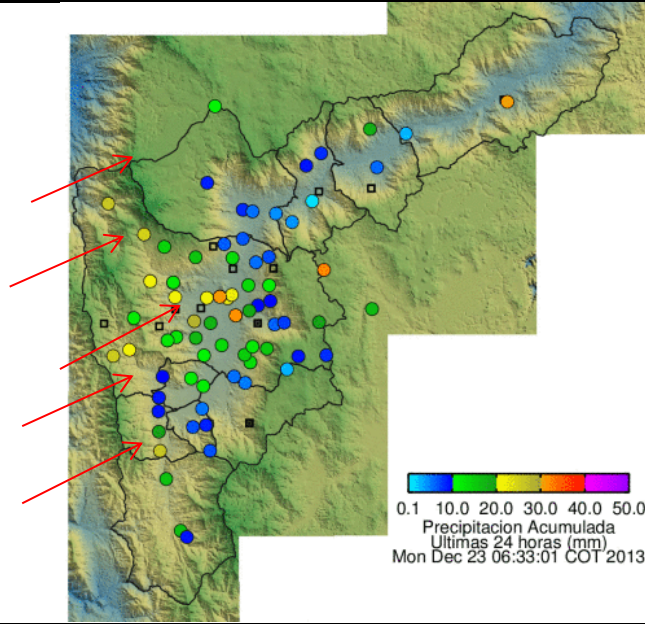 0.1 10.0 20.0 30.0 40.0 50.0
Precipitacion Acumulada
Ultimas 24 horas (mm)
Mon Dec 23 06:33:01 COT 2013